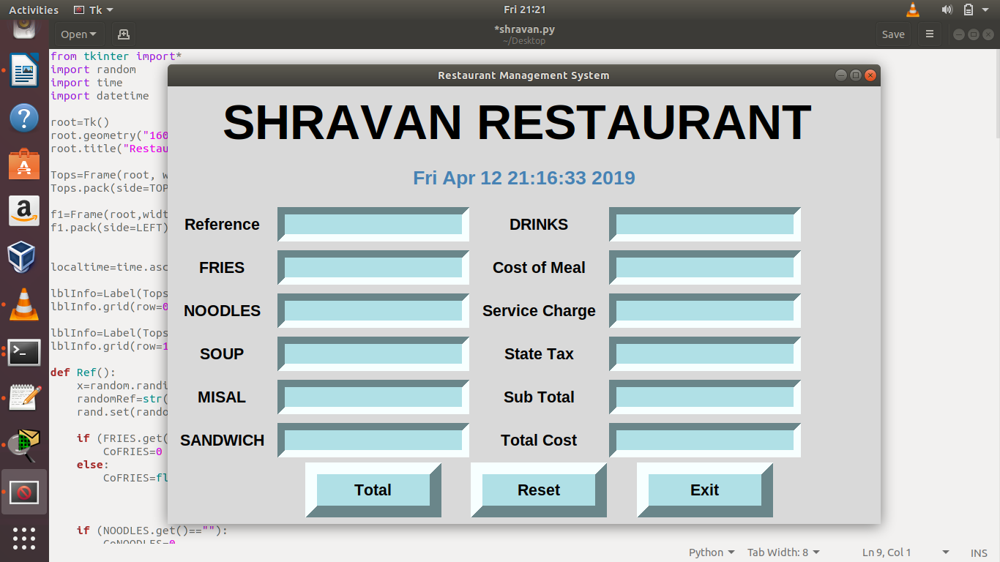 Activities Tk Fri 21:21
Open *shravan.py Save
~/Desktop
from tkinter import*
import random
import time
import datetime
root=Tk()
root.geometry("160
root.title("Restau
Tops=Frame(root, w
Tops.pack(side=TOP
f1=Frame(root,widt
f1.pack(side=LEFT)
localtime=time.asc
lblInfo=Label(Tops
lblInfo.grid(row=0
lblInfo=Label(Tops
lblInfo.grid(row=1
def Ref():
x=random.randi
randomRef=str(
rand.set(rando
if (FRIES.get(
CoFRIES=0
else:
CoFRIES=fl
if (NOODLES.get()==""):
CoNOODLES=0
Restaurant Management System
SHRAVAN RESTAURANT
Fri Apr 12 21:16:33 2019
Reference DRINKS
FRIES Cost of Meal
NOODLES Service Charge
SOUP State Tax
MISAL Sub Total
SANDWICH Total Cost
Total Reset Exit
Python Tab Width: 8 Ln 9, Col 1 INS